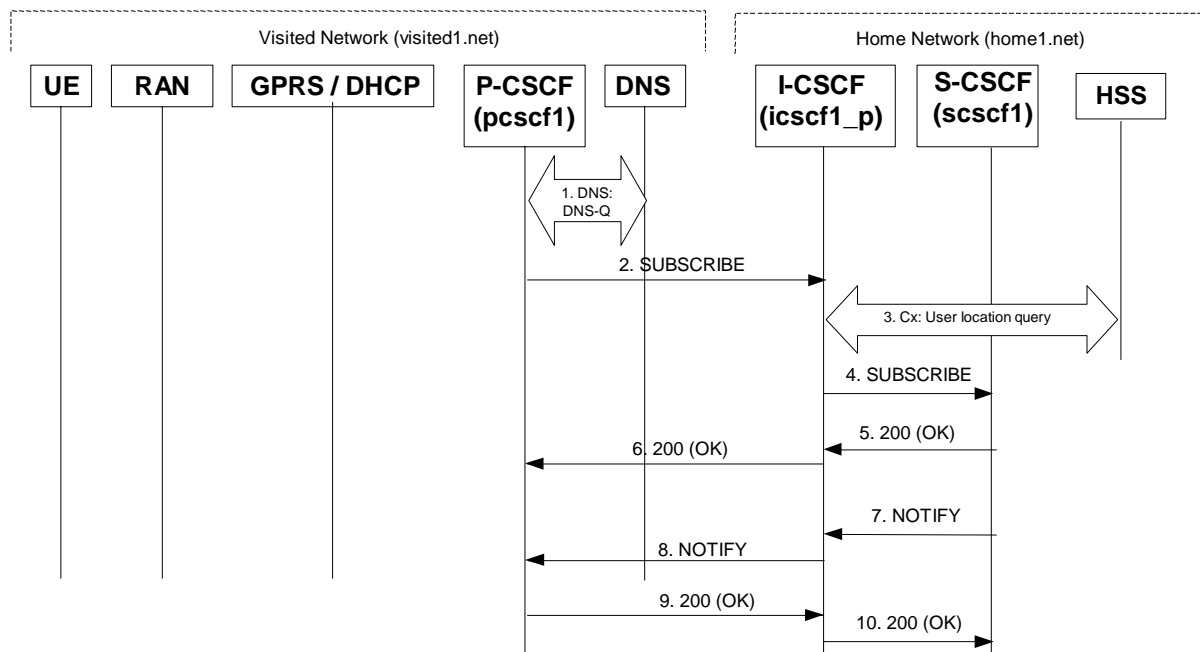 Visited Network (visited1.net)
Home Network (home1.net)
UE
RAN
GPRS / DHCP
P-CSCF
(pcscf1)
DNS
I-CSCF
(icscf1_p)
S-CSCF
(scscf1)
HSS
1. DNS:
DNS-Q
2. SUBSCRIBE
3. Cx: User location query
4. SUBSCRIBE
5. 200 (OK)
6. 200 (OK)
7. NOTIFY
8. NOTIFY
9. 200 (OK)
10. 200 (OK)